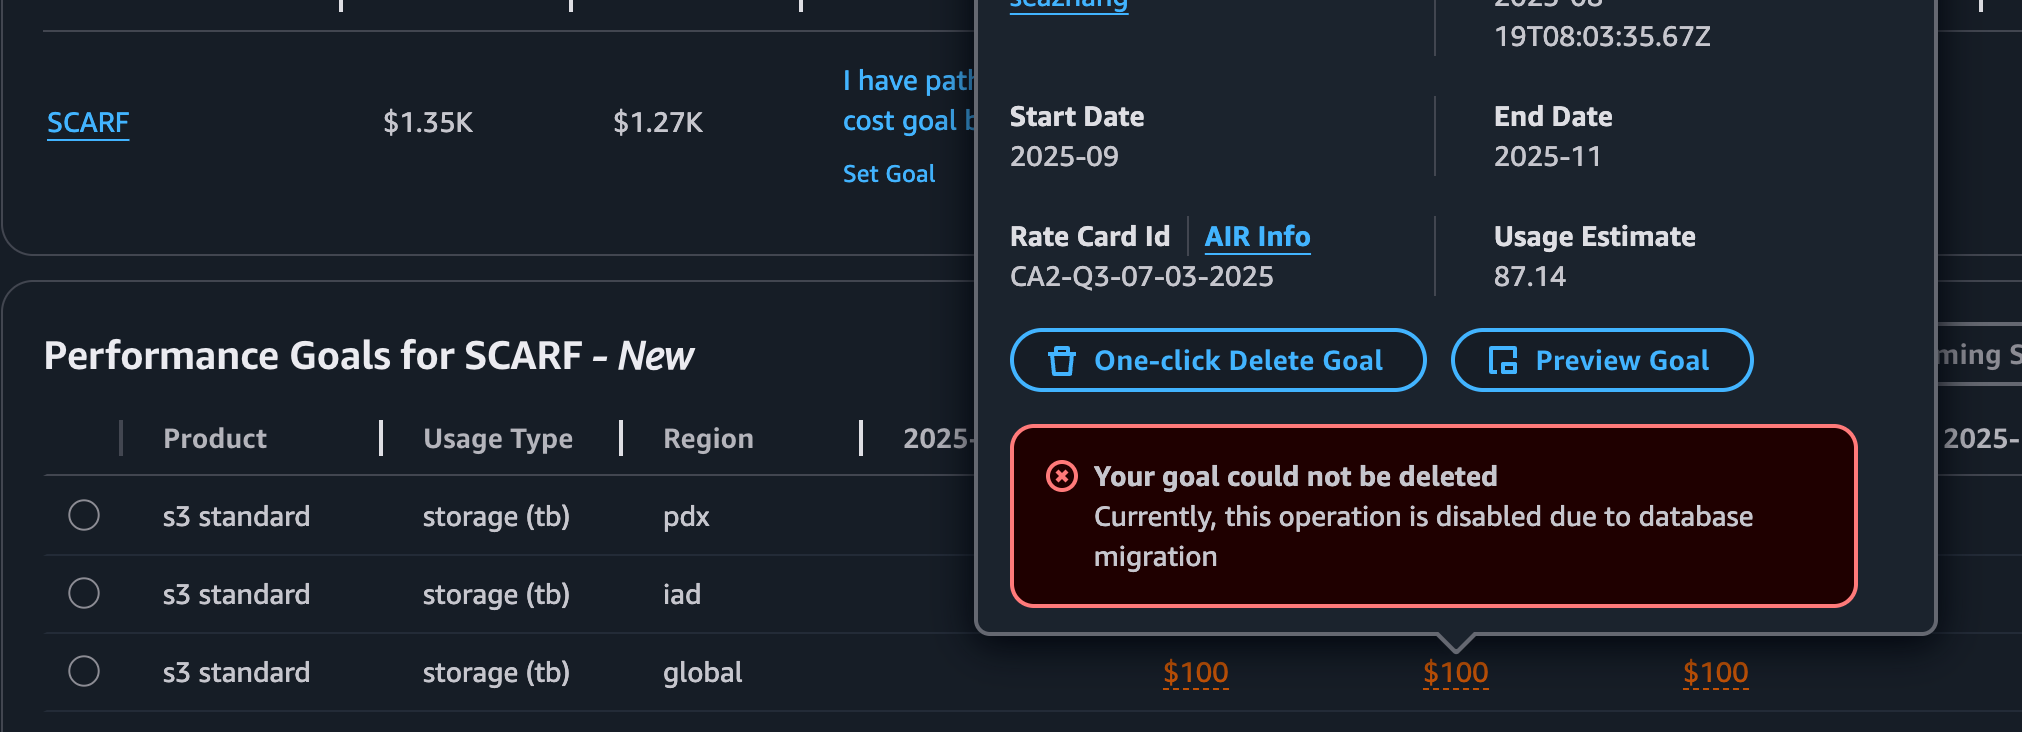 2025-08-
19T08:03:35.67Z
I have path
SCARF
$1.35K
$1.27K
cost goal b
Set Goal
Start Date
2025-09
End Date
2025-11
Rate Card Id
AIR Info
CA2-Q3-07-03-2025
Usage Estimate
87.14
One-click Delete Goal
Preview Goal
Your goal could not be deleted
Currently, this operation is disabled due to database
migration
Performance Goals for SCARF - New
ming S
Product
Usage Type
Region
2025-
2025-
s3 standard
storage (tb)
pdx
s3 standard
storage (tb)
iad
s3 standard
storage (tb)
global
$100
$100
$100